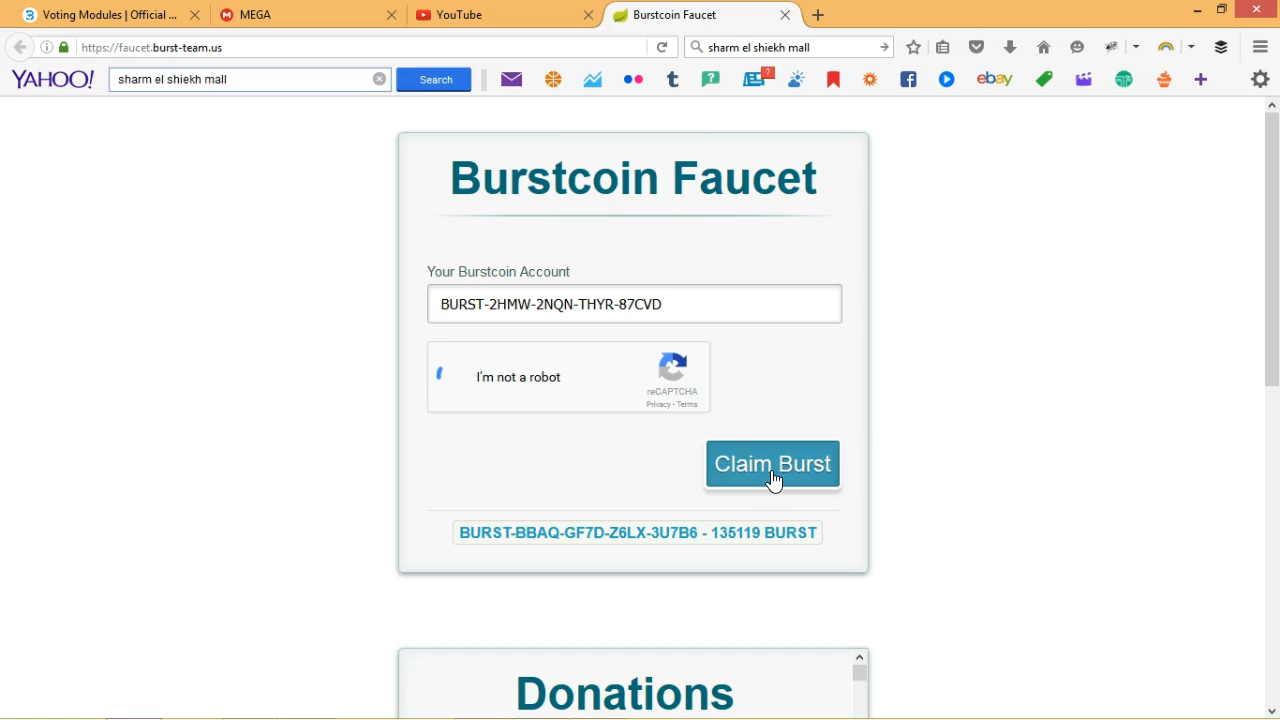 Voting Modules | Official ...
MEGA
YouTube
Burstcoin Faucet
https://faucet.burst-team.us
sharm el shiekh mall
YAHOO!
sharm el shiekh mall
Search
t
?
7
ebay
Burstcoin Faucet
Your Burstcoin Account
BURST-2HMW-2NQN-THYR-87CVD
I'm not a robot
reCAPTCHA
Privacy - Terms
Claim Burst
BURST-BBAQ-GF7D-Z6LX-3U7B6 - 135119 BURST
Donations